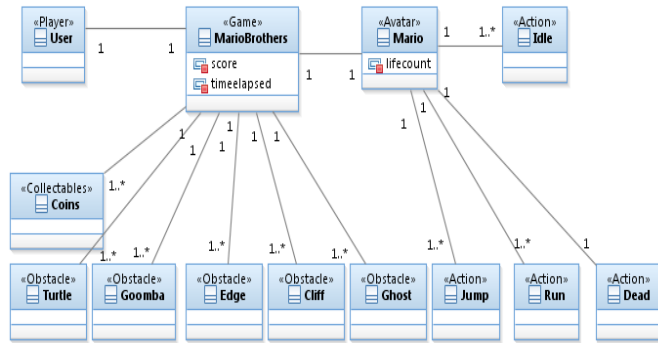 «Player»
User
«Game»
MarioBrothers
score
timeelapsed
«Avatar»
Mario
lifecount
«Action»
Idle
1
1
1
1
1
1..*
1
1
1
1
1
1
1
1
1
1
«Collectables»
Coins
1..*
1..*
1..*
1..*
1..*
1..*
1..*
1..*
1
«Obstacle»
Turtle
«Obstacle»
Goomba
«Obstacle»
Edge
«Obstacle»
Cliff
«Obstacle»
Ghost
«Action»
Jump
«Action»
Run
«Action»
Dead